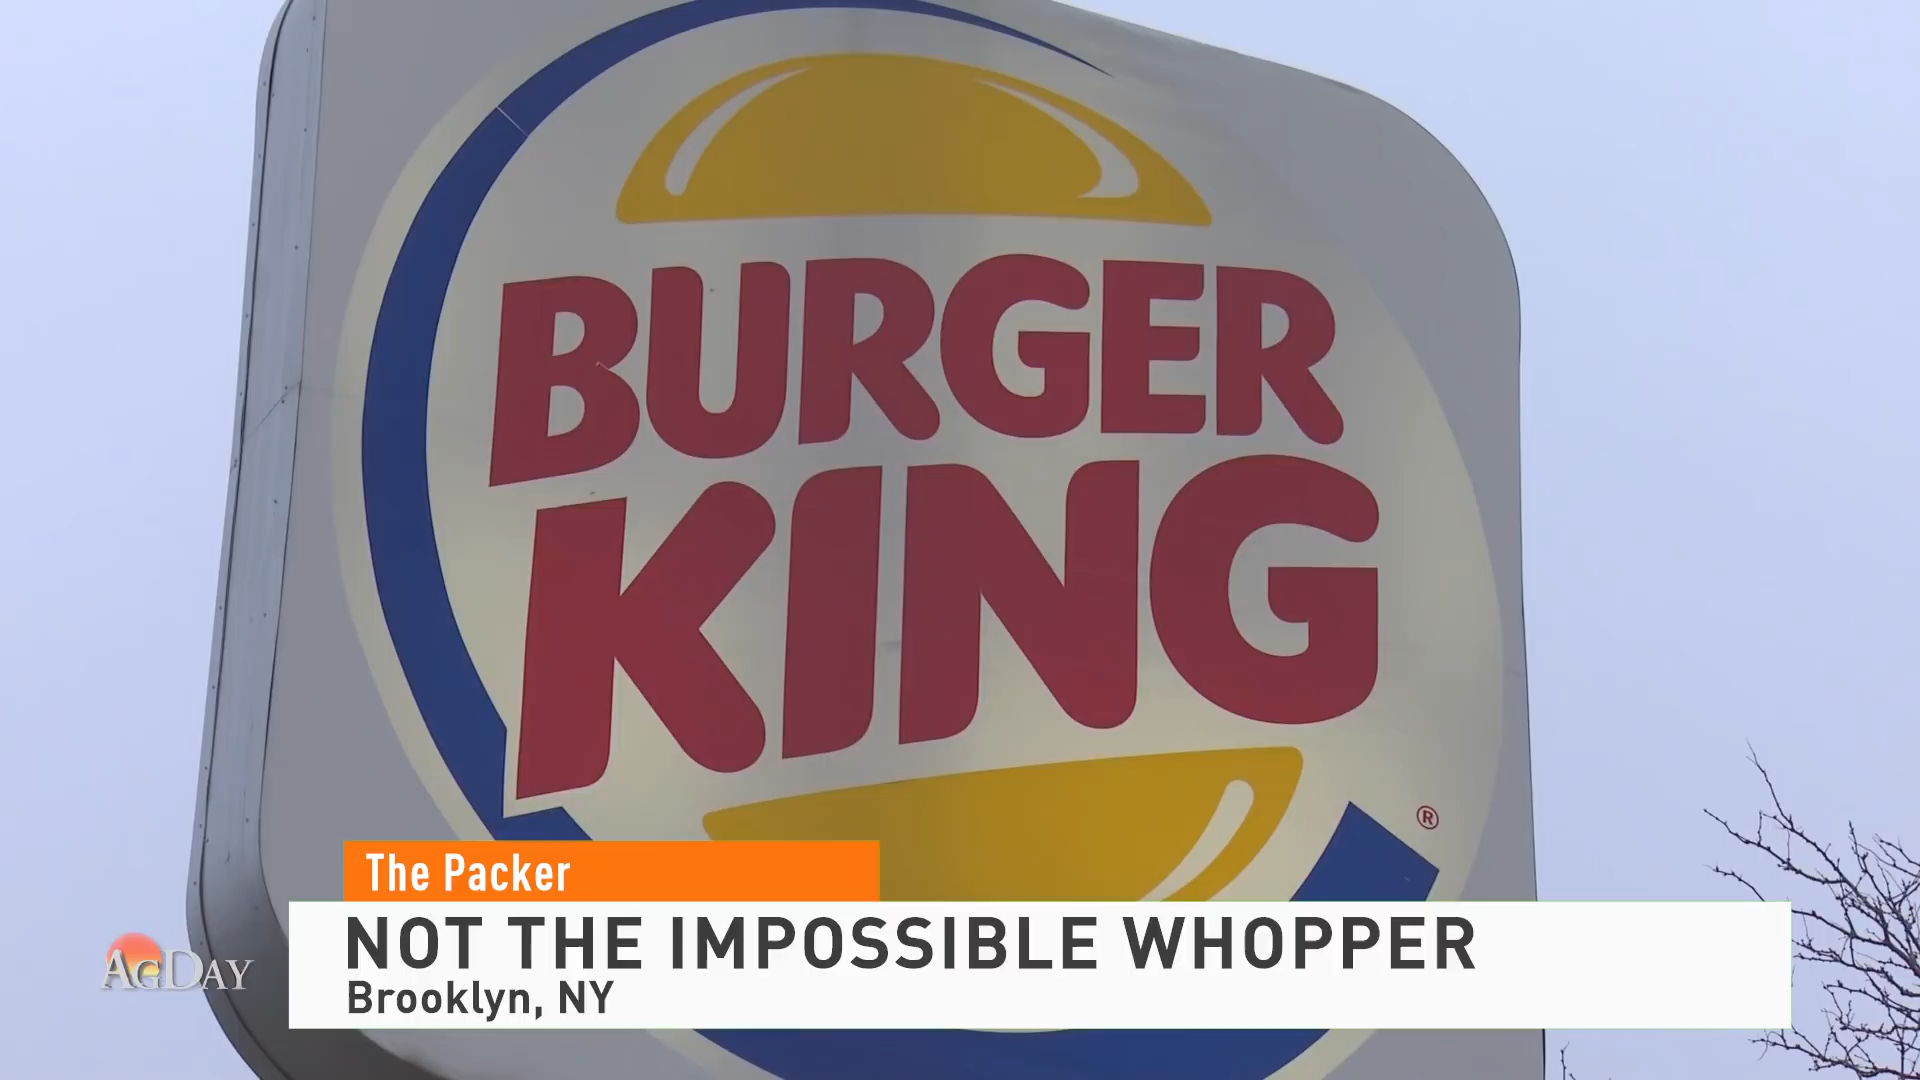 BURGER
KING
®
The Packer
NOT THE IMPOSSIBLE WHOPPER
AGDAY
Brooklyn, NY